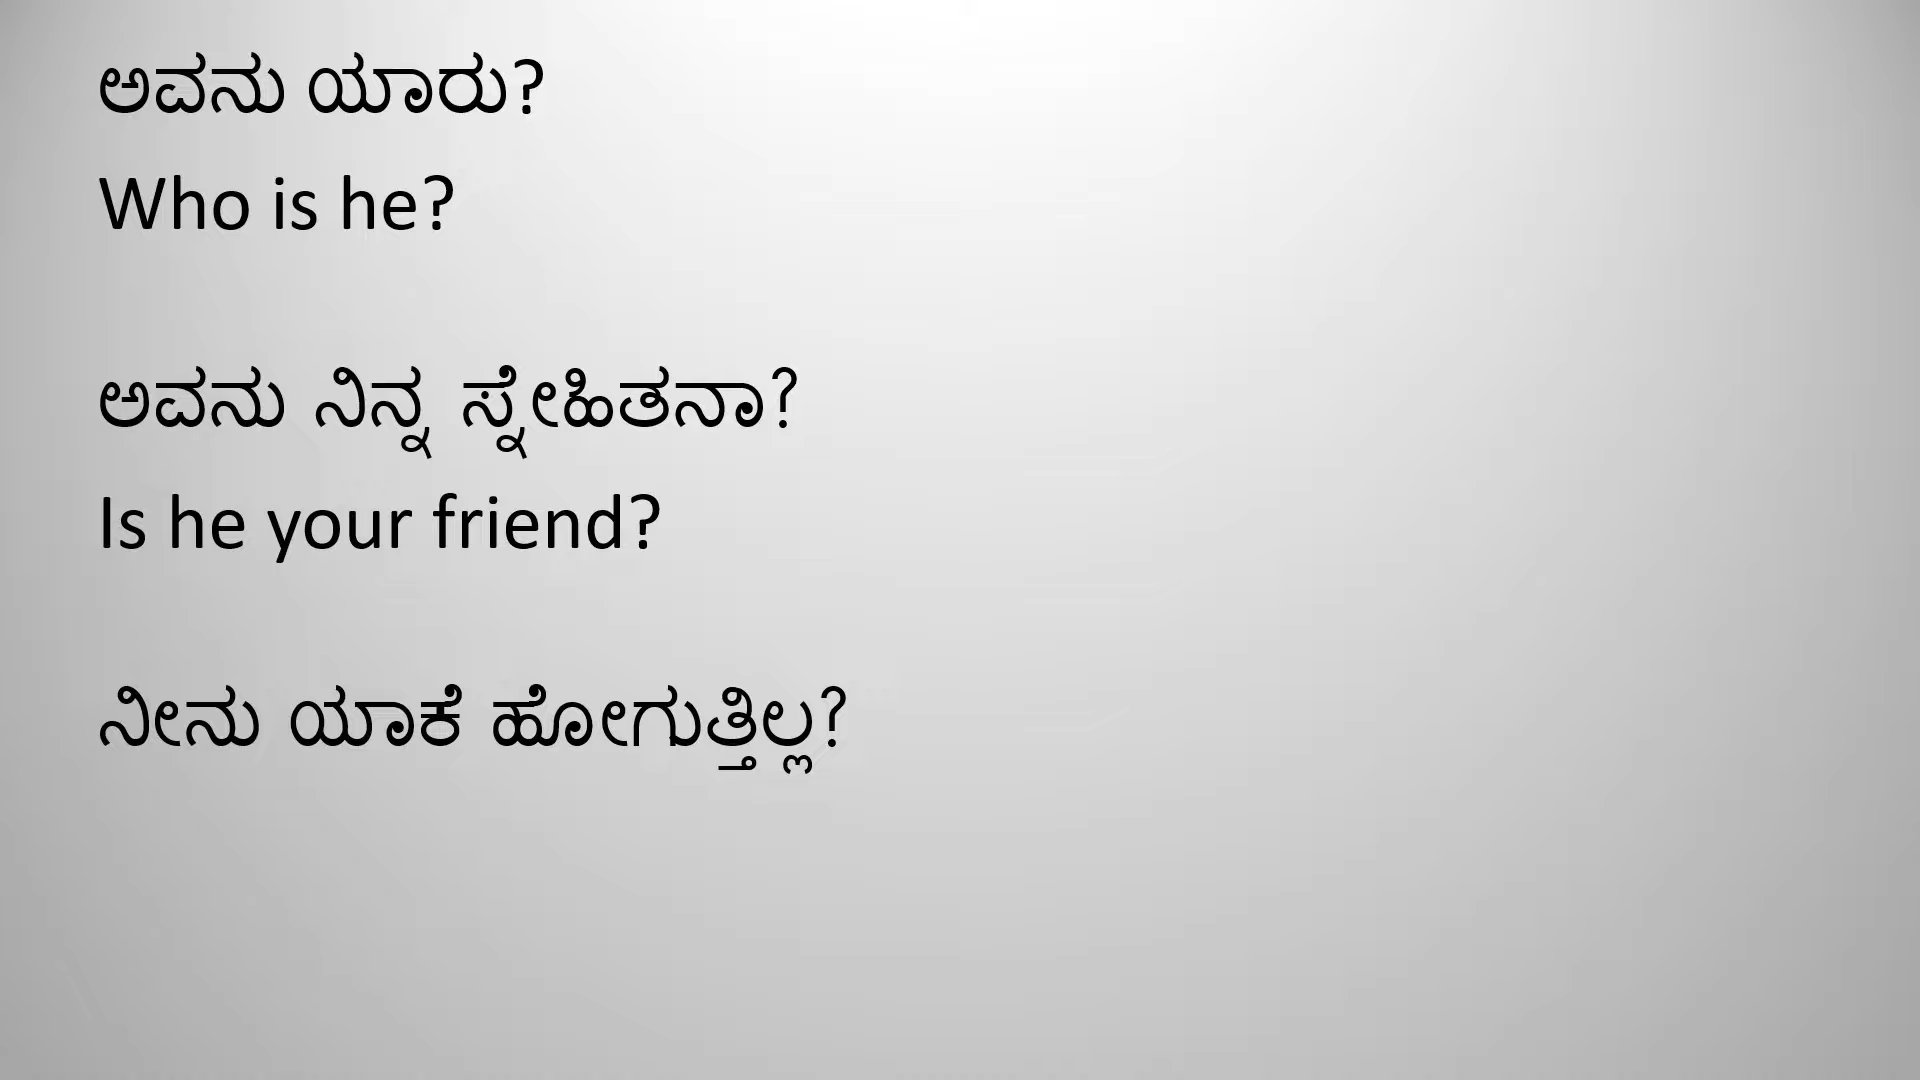 ಅವನು ಯಾರು?
Who is he?
ಅವನು ನಿನ್ನ ಸ್ನೇಹಿತನಾ?
Is he your friend?
ನೀನು ಯಾಕೆ ಹೋಗುತ್ತಿಲ್ಲ?